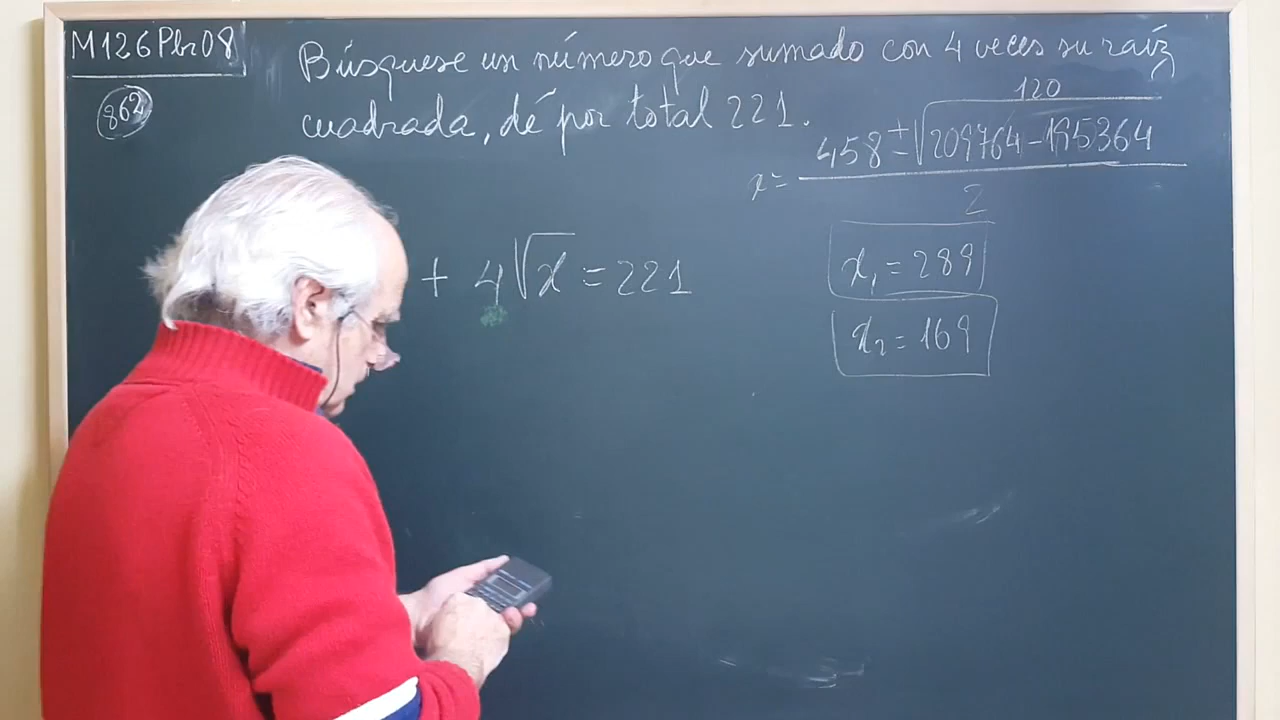 M126Pbr08
862
Búsquese un número que sumado con 4 veces su raíz
cuadrada, dé por total 221.
+ 4√x = 221
120
x = (458 ± √(209764 - 195364)) / 2
x₁ = 289
x₂ = 169